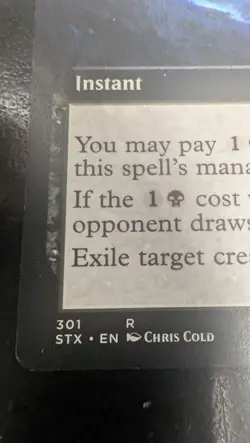 Instant
You may pay 1
this spell's mana
If the 1 cost
opponent draws
Exile target
301 R
STX • EN CHRIS COLD